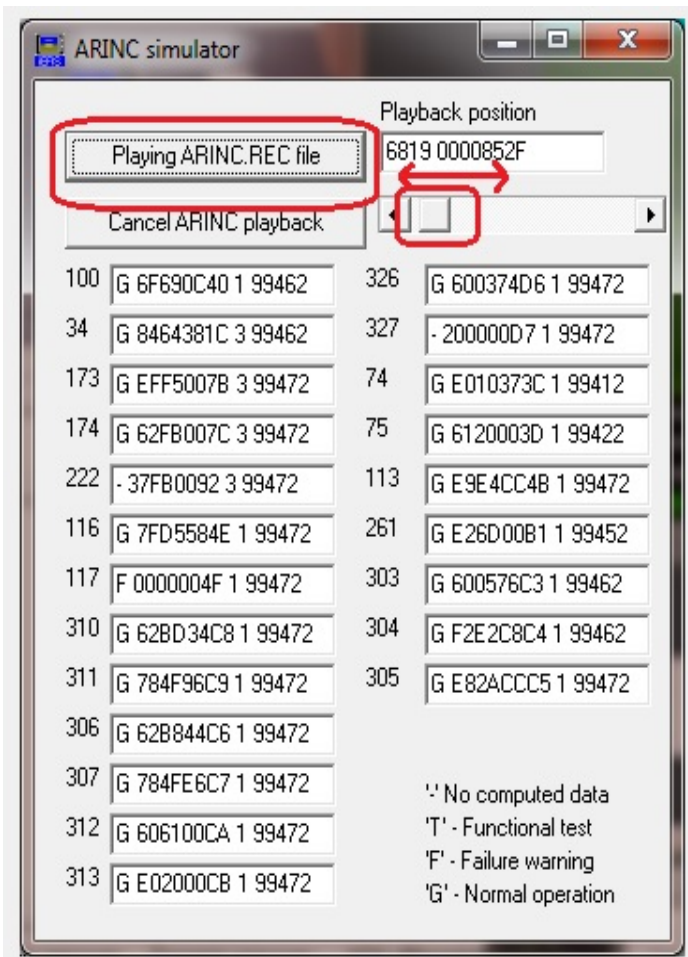 ARINC simulator
Playback position
Playing ARINC.REC file
6819 0000852F
Cancel ARINC playback
100 G 6F690C40 1 99462
34 G 8464381C 3 99462
173 G EFF5007B 3 99472
174 G 62FB007C 3 99472
222 - 37FB0092 3 99472
116 G 7FD5584E 1 99472
117 F 0000004F 1 99472
310 G 62BD34C8 1 99472
311 G 784F96C9 1 99472
306 G 62B844C6 1 99472
307 G 784FE6C7 1 99472
312 G 606100CA 1 99472
313 G E02000CB 1 99472
326 G 600374D6 1 99472
327 - 200000D7 1 99472
74 G E010373C 1 99412
75 G 6120003D 1 99422
113 G E9E4CC4B 1 99472
261 G E26D00B1 1 99452
303 G 600576C3 1 99462
304 G F2E2C8C4 1 99462
305 G E82ACCC5 1 99472
'-' No computed data
'T' - Functional test
'F' - Failure warning
'G' - Normal operation